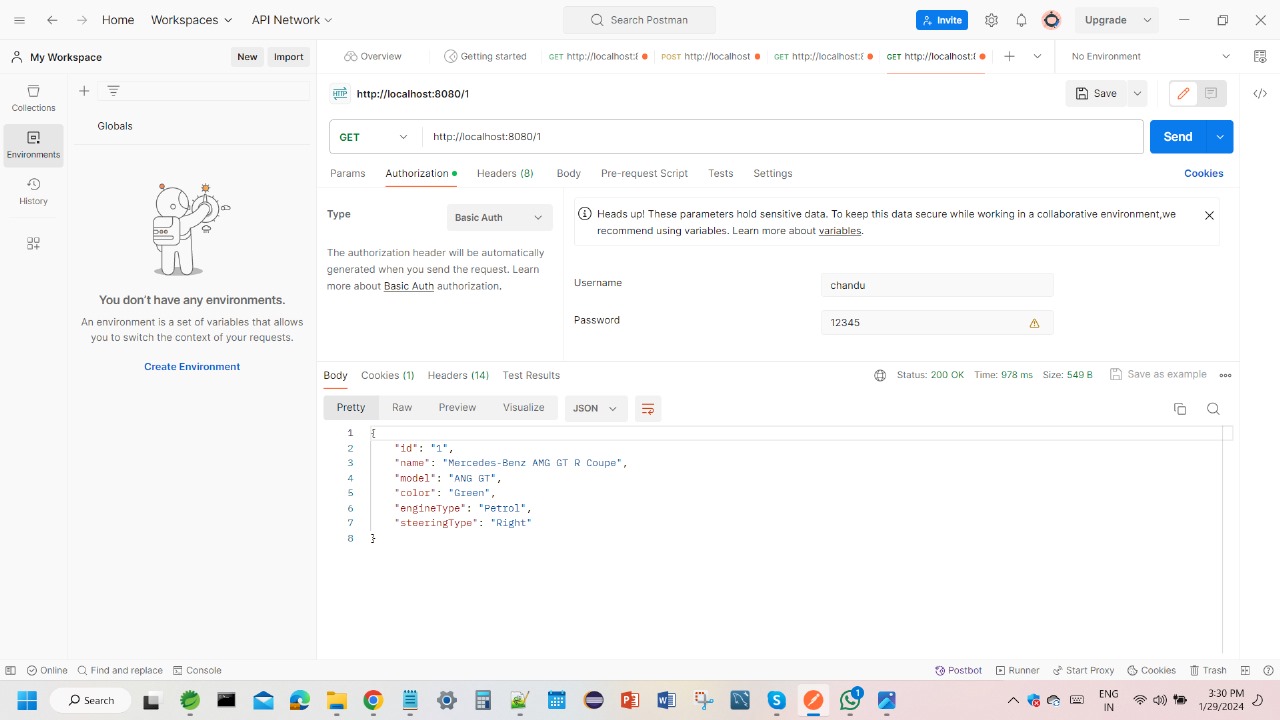 Home Workspaces API Network Search Postman Invite Upgrade
My Workspace New Import
Overview Getting started GET http://localhost:8 POST http://localhost GET http://localhost:8 GET http://localhost:8 No Environment
Collections
Environments
History
Globals
You don't have any environments.
An environment is a set of variables that allows
you to switch the context of your requests.
Create Environment
HTTP http://localhost:8080/1 Save
GET http://localhost:8080/1 Send
Params Authorization Headers (8) Body Pre-request Script Tests Settings Cookies
Type Basic Auth
The authorization header will be automatically
generated when you send the request. Learn
more about Basic Auth authorization.
Heads up! These parameters hold sensitive data. To keep this data secure while working in a collaborative environment,we
recommend using variables. Learn more about variables.
Username chandu
Password 12345
Body Cookies (1) Headers (14) Test Results Status: 200 OK Time: 978 ms Size: 549 B Save as example
Pretty Raw Preview Visualize JSON
1 {
2 "id": "1",
3 "name": "Mercedes-Benz AMG GT R Coupe",
4 "model": "ANG GT",
5 "color": "Green",
6 "engineType": "Petrol",
7 "steeringType": "Right"
8 }
Online Find and replace Console Postbot Runner Start Proxy Cookies Trash
Search 1 ENG 3:30 PM
IN 1/29/2024